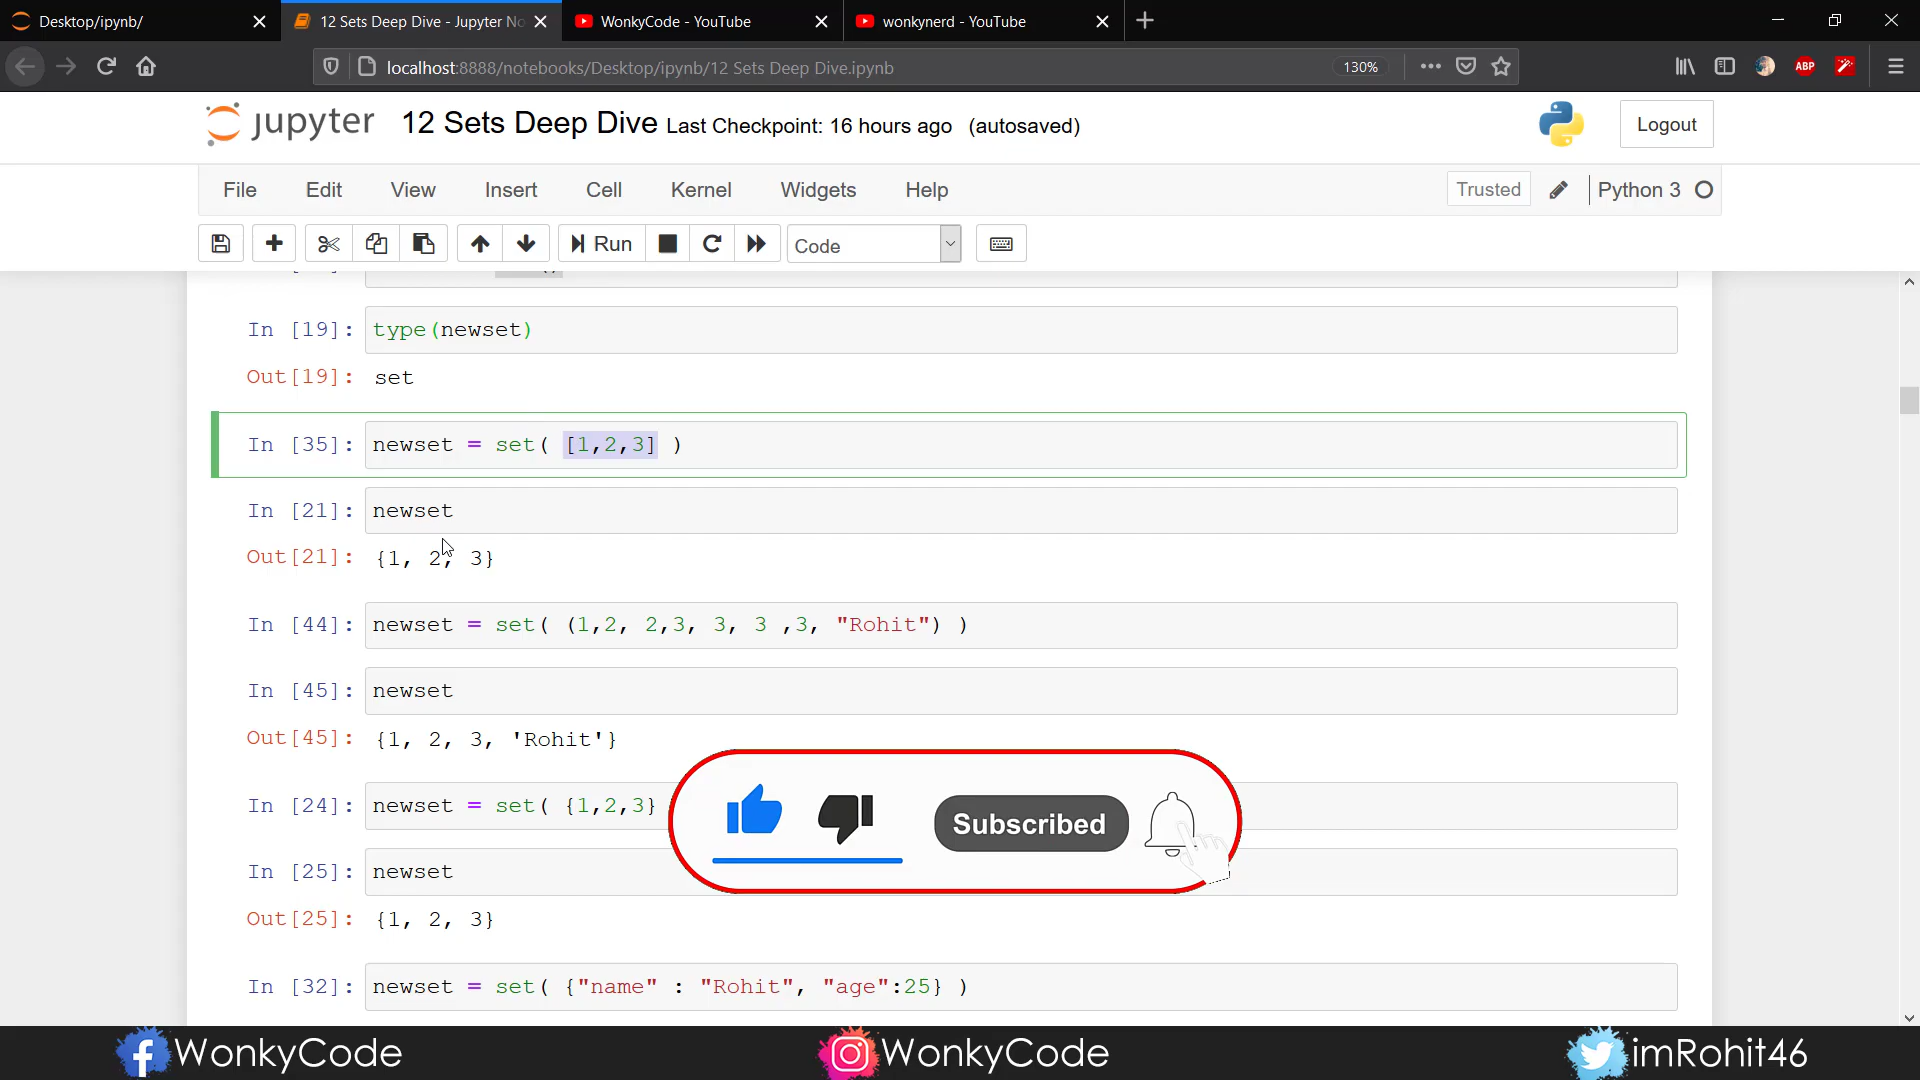 Desktop/ipynb/
12 Sets Deep Dive - Jupyter No
WonkyCode - YouTube
wonkynerd - YouTube
localhost:8888/notebooks/Desktop/ipynb/12 Sets Deep Dive.ipynb
130%
ABP
jupyter 12 Sets Deep Dive Last Checkpoint: 16 hours ago (autosaved)
Logout
File Edit View Insert Cell Kernel Widgets Help
Trusted
Python 3
Run
Code
In [19]: type(newset)
Out[19]: set
In [35]: newset = set( [1,2,3] )
In [21]: newset
Out[21]: {1, 2, 3}
In [44]: newset = set( (1,2, 2,3, 3, 3 ,3, "Rohit") )
In [45]: newset
Out[45]: {1, 2, 3, 'Rohit'}
In [24]: newset = set( {1,2,3}
In [25]: newset
Out[25]: {1, 2, 3}
Subscribed
In [32]: newset = set( {"name" : "Rohit", "age":25} )
WonkyCode
WonkyCode
imRohit46